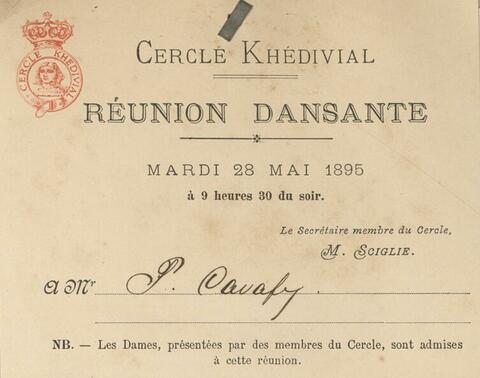 CERCLE KHÉDIVIAL
CERCLE KHÉDIVIAL
RÉUNION DANSANTE
MARDI 28 MAI 1895
à 9 heures 30 du soir.
Le Secrétaire membre du Cercle,
M. SCIGLIE.
A Mr P. Cavafy.
NB. — Les Dames, présentées par des membres du Cercle, sont admises
à cette réunion.